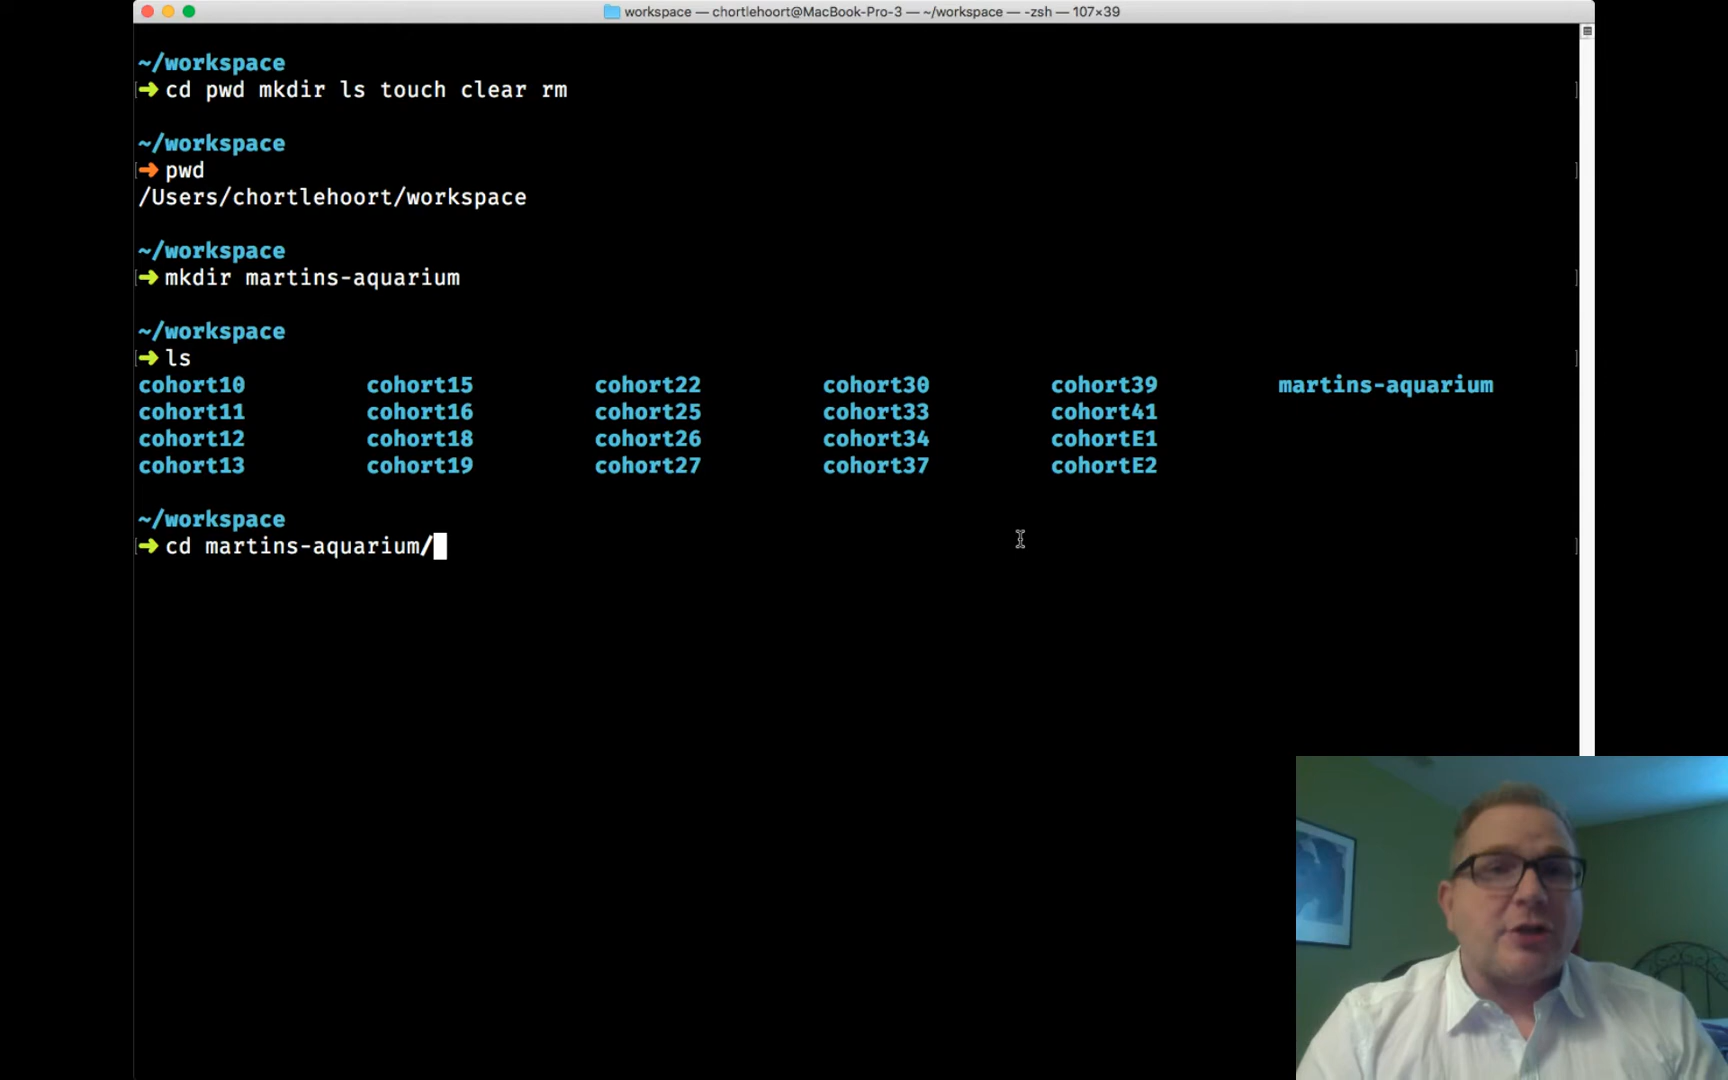 workspace — chortlehoort@MacBook-Pro-3 — ~/workspace — -zsh — 107×39
~/workspace
➜ cd pwd mkdir ls touch clear rm
~/workspace
➜ pwd
/Users/chortlehoort/workspace
~/workspace
➜ mkdir martins-aquarium
~/workspace
➜ ls
cohort10 cohort15 cohort22 cohort30 cohort39 martins-aquarium
cohort11 cohort16 cohort25 cohort33 cohort41
cohort12 cohort18 cohort26 cohort34 cohortE1
cohort13 cohort19 cohort27 cohort37 cohortE2
~/workspace
➜ cd martins-aquarium/